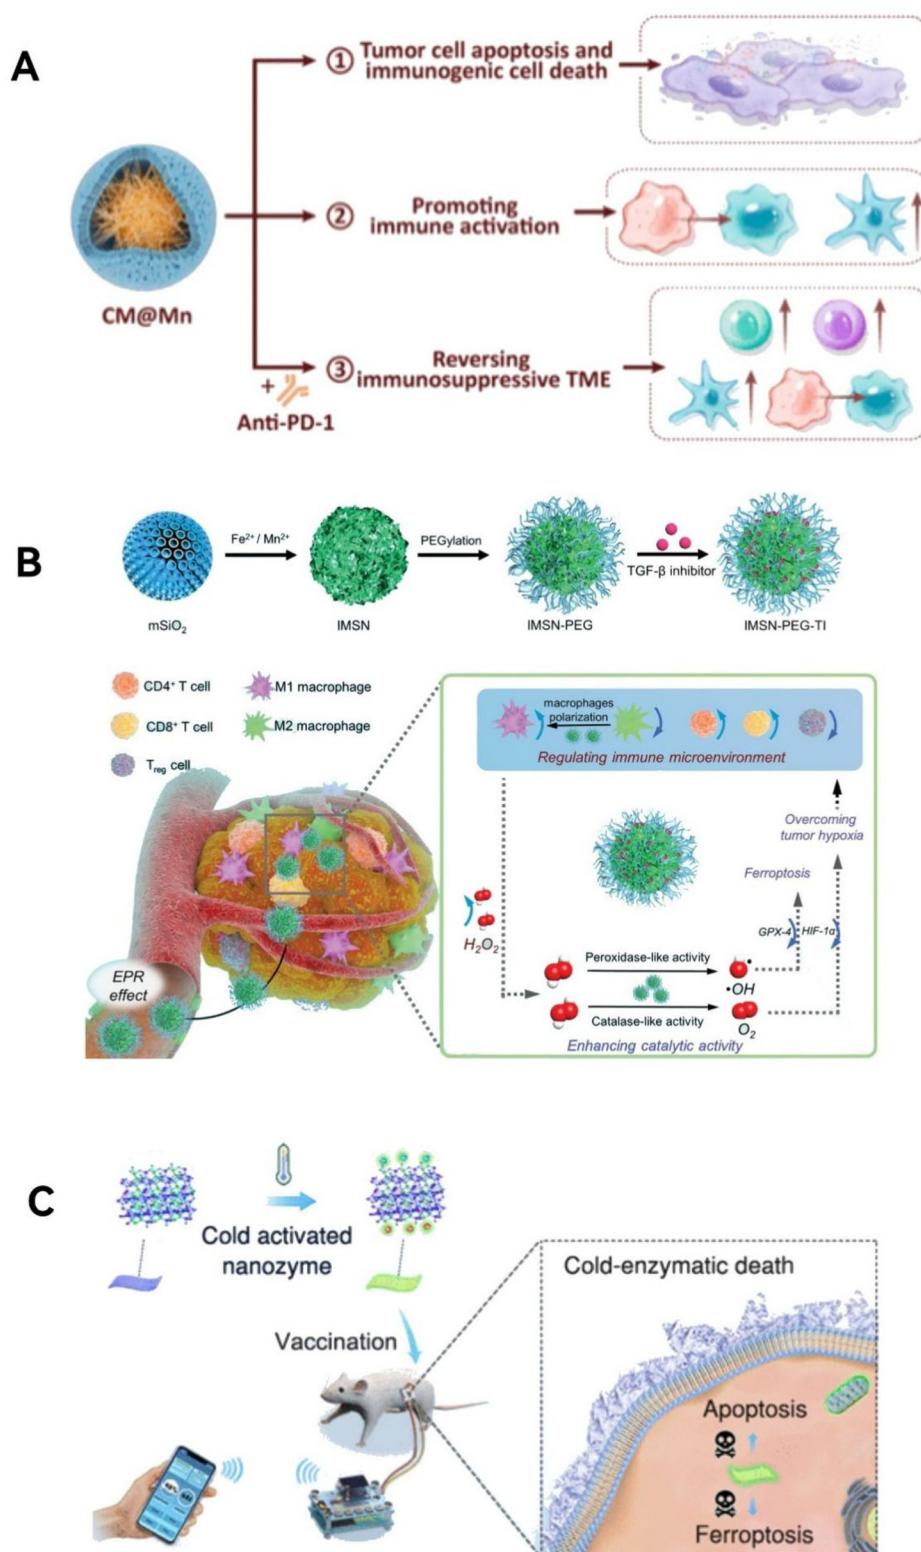 A
① Tumor cell apoptosis and
immunogenic cell death
② Promoting
immune activation
CM@Mn
③ Reversing
immunosuppressive TME
+
Anti-PD-1
B
Fe²⁺ / Mn²⁺
PEGylation
TGF-β inhibitor
mSiO₂
IMSN
IMSN-PEG
IMSN-PEG-TI
CD4⁺ T cell
M1 macrophage
CD8⁺ T cell
M2 macrophage
Treg cell
macrophages
polarization
Regulating immune microenvironment
Overcoming
tumor hypoxia
Ferroptosis
H₂O₂
GPX-4
HIF-1α
Peroxidase-like activity
•OH
Catalase-like activity
O₂
Enhancing catalytic activity
EPR
effect
C
Cold activated
nanozyme
Vaccination
Cold-enzymatic death
Apoptosis
Ferroptosis